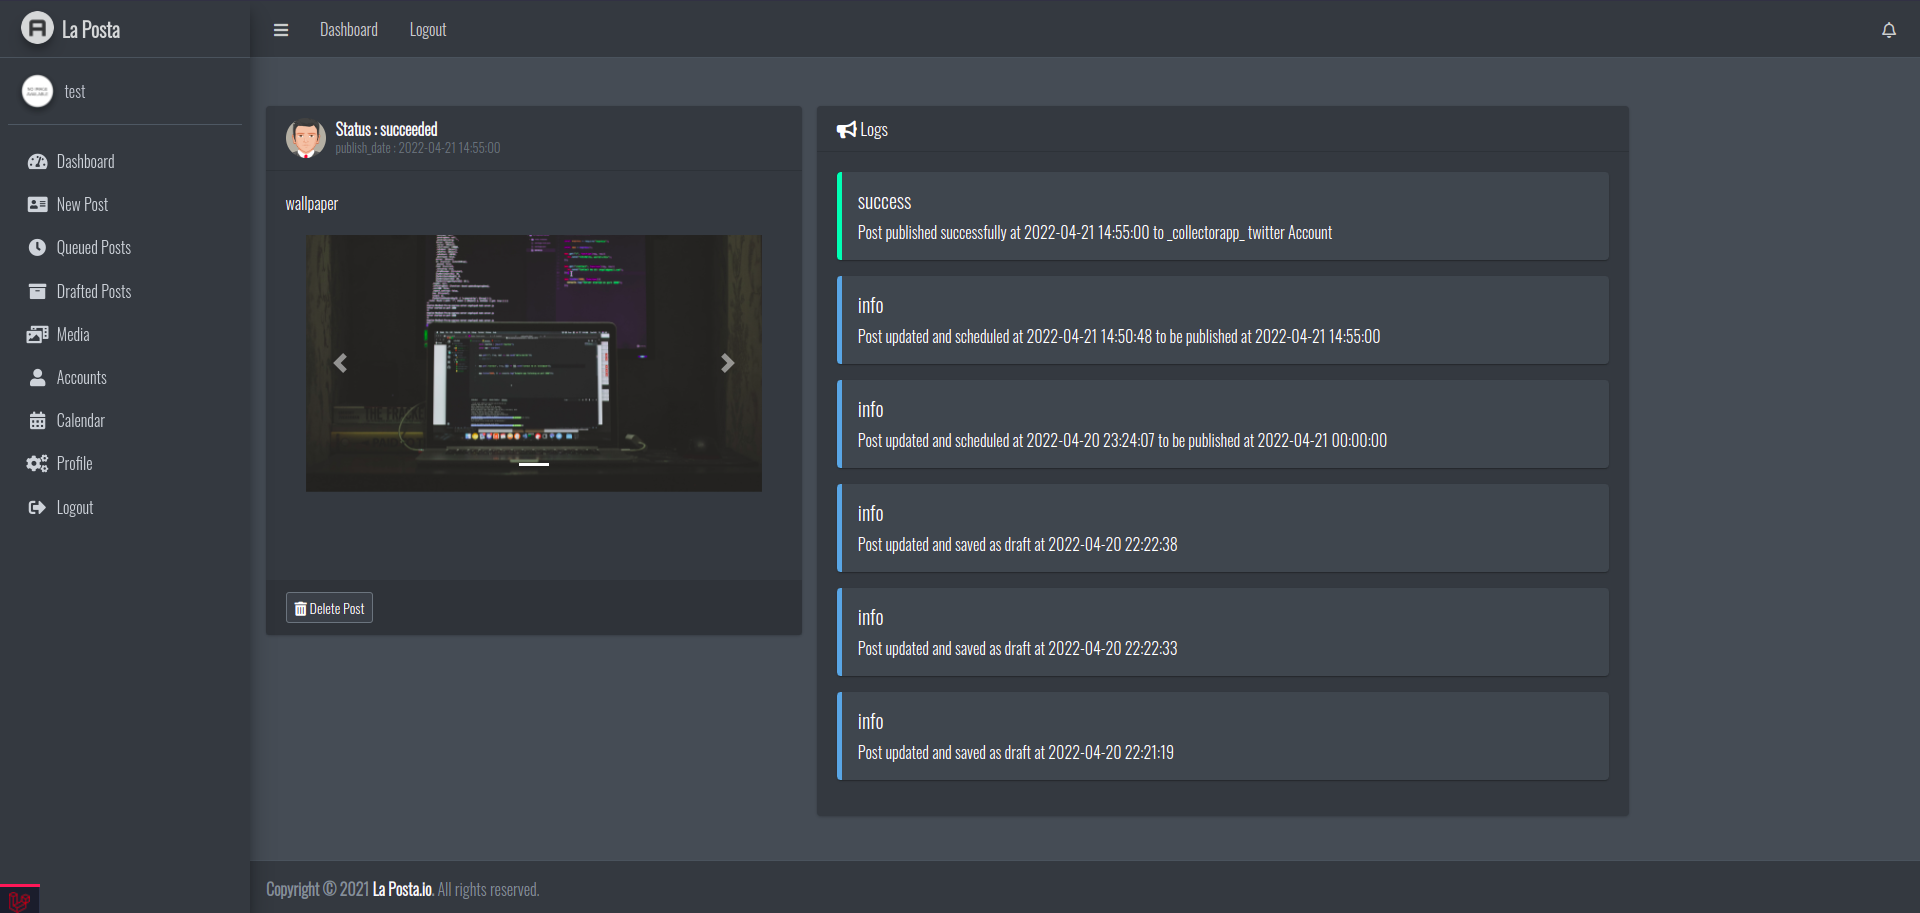 La Posta
Dashboard
Logout
test
Dashboard
New Post
Queued Posts
Drafted Posts
Media
Accounts
Calendar
Profile
Logout
Status : succeeded
publish_date : 2022-04-21 14:55:00
wallpaper
Delete Post
Logs
success
Post published successfully at 2022-04-21 14:55:00 to _collectorapp_ twitter Account
info
Post updated and scheduled at 2022-04-21 14:50:48 to be published at 2022-04-21 14:55:00
info
Post updated and scheduled at 2022-04-20 23:24:07 to be published at 2022-04-21 00:00:00
info
Post updated and saved as draft at 2022-04-20 22:22:38
info
Post updated and saved as draft at 2022-04-20 22:22:33
info
Post updated and saved as draft at 2022-04-20 22:21:19
Copyright © 2021 La Posta.io. All rights reserved.